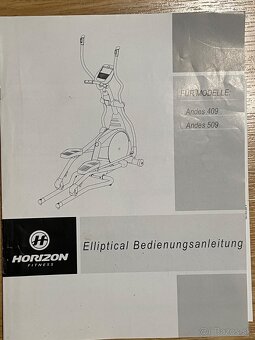 FÜR MODELLE
Andes 409
Andes 509
HORIZON
FITNESS
Elliptical Bedienungsanleitung